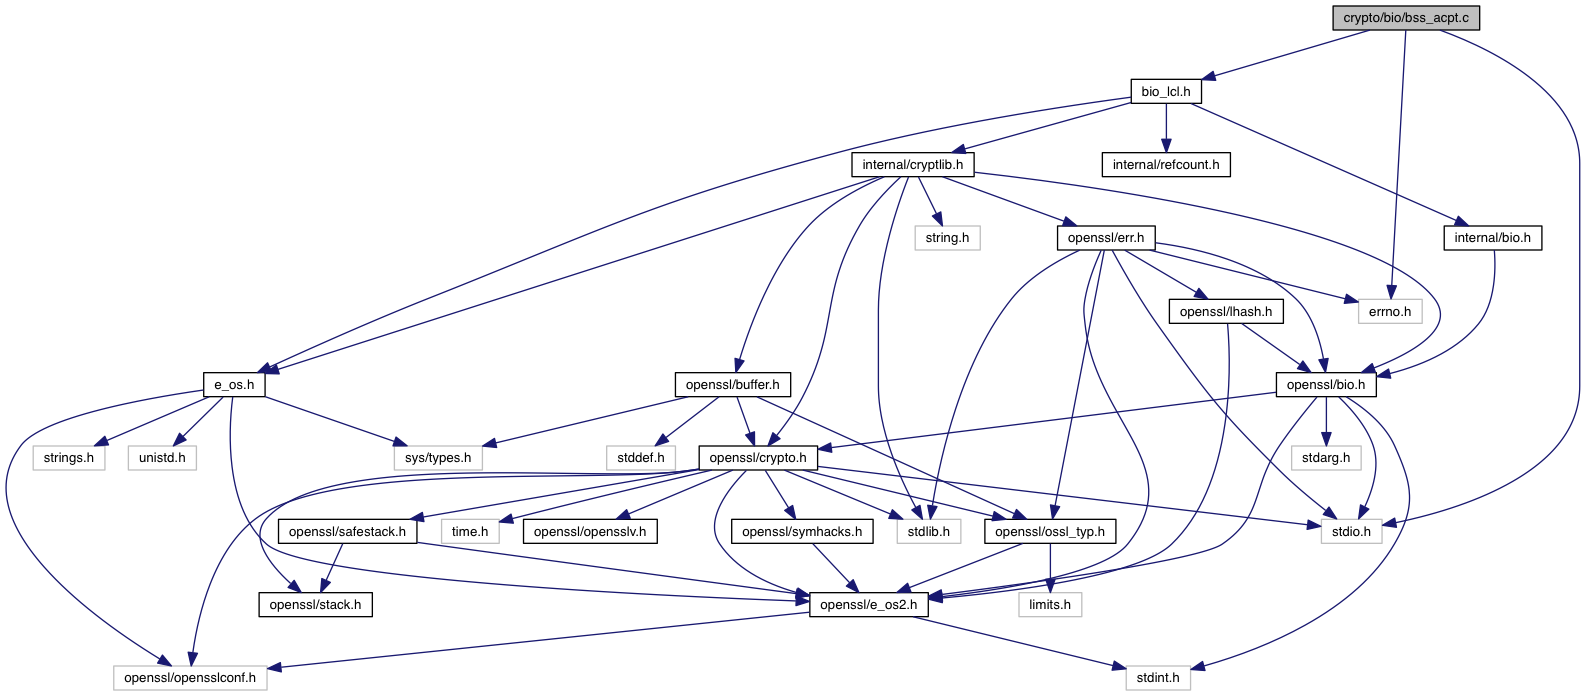 crypto/bio/bss_acpt.c
bio_lcl.h
internal/cryptlib.h
internal/refcount.h
string.h
openssl/err.h
internal/bio.h
openssl/lhash.h
errno.h
e_os.h
openssl/buffer.h
openssl/bio.h
strings.h
unistd.h
sys/types.h
stddef.h
openssl/crypto.h
stdarg.h
openssl/safestack.h
time.h
openssl/opensslv.h
openssl/symhacks.h
stdlib.h
openssl/ossl_typ.h
stdio.h
openssl/stack.h
openssl/e_os2.h
limits.h
openssl/opensslconf.h
stdint.h